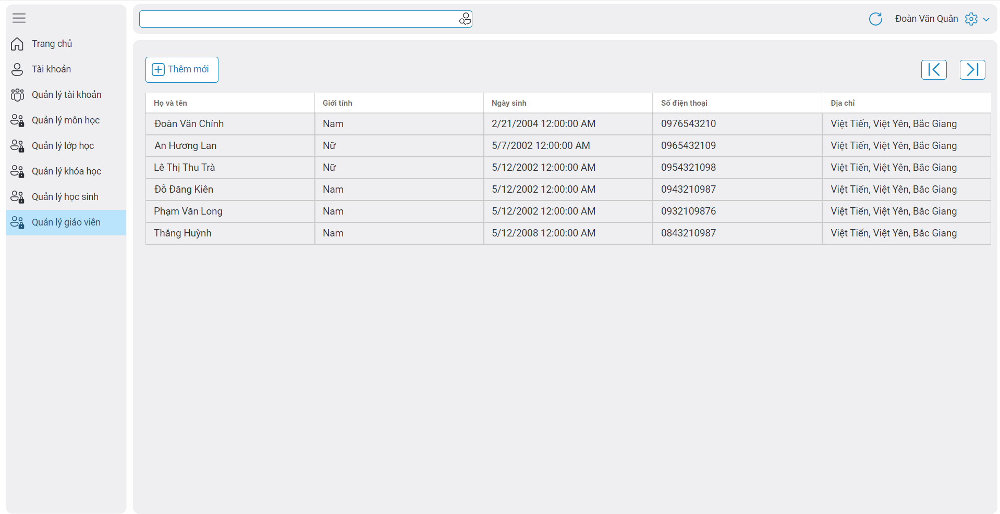 Đoàn Văn Quân
Trang chủ
Tài khoản
Quản lý tài khoản
Quản lý môn học
Quản lý lớp học
Quản lý khóa học
Quản lý học sinh
Quản lý giáo viên
Thêm mới
Họ và tên Giới tính Ngày sinh Số điện thoại Địa chỉ
Đoàn Văn Chính Nam 2/21/2004 12:00:00 AM 0976543210 Việt Tiến, Việt Yên, Bắc Giang
An Hương Lan Nữ 5/7/2002 12:00:00 AM 0965432109 Việt Tiến, Việt Yên, Bắc Giang
Lê Thị Thu Trà Nữ 5/12/2002 12:00:00 AM 0954321098 Việt Tiến, Việt Yên, Bắc Giang
Đỗ Đăng Kiên Nam 5/12/2002 12:00:00 AM 0943210987 Việt Tiến, Việt Yên, Bắc Giang
Phạm Văn Long Nam 5/12/2002 12:00:00 AM 0932109876 Việt Tiến, Việt Yên, Bắc Giang
Thắng Huỳnh Nam 5/12/2008 12:00:00 AM 0843210987 Việt Tiến, Việt Yên, Bắc Giang